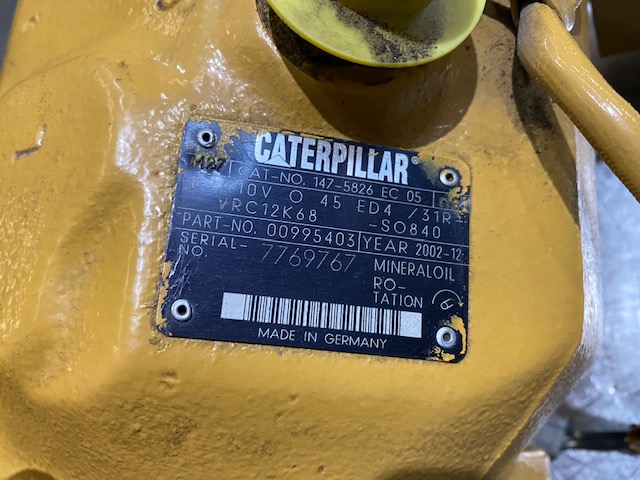 CATERPILLAR®
CAT-NO. 147-5826 EC 05
10V O 45 ED4 /31R
VRC12K68 -SO840
PART-NO. 00995403 YEAR 2002-12
SERIAL-NO. 7769767 MINERALOIL
RO-
TATION
MADE IN GERMANY